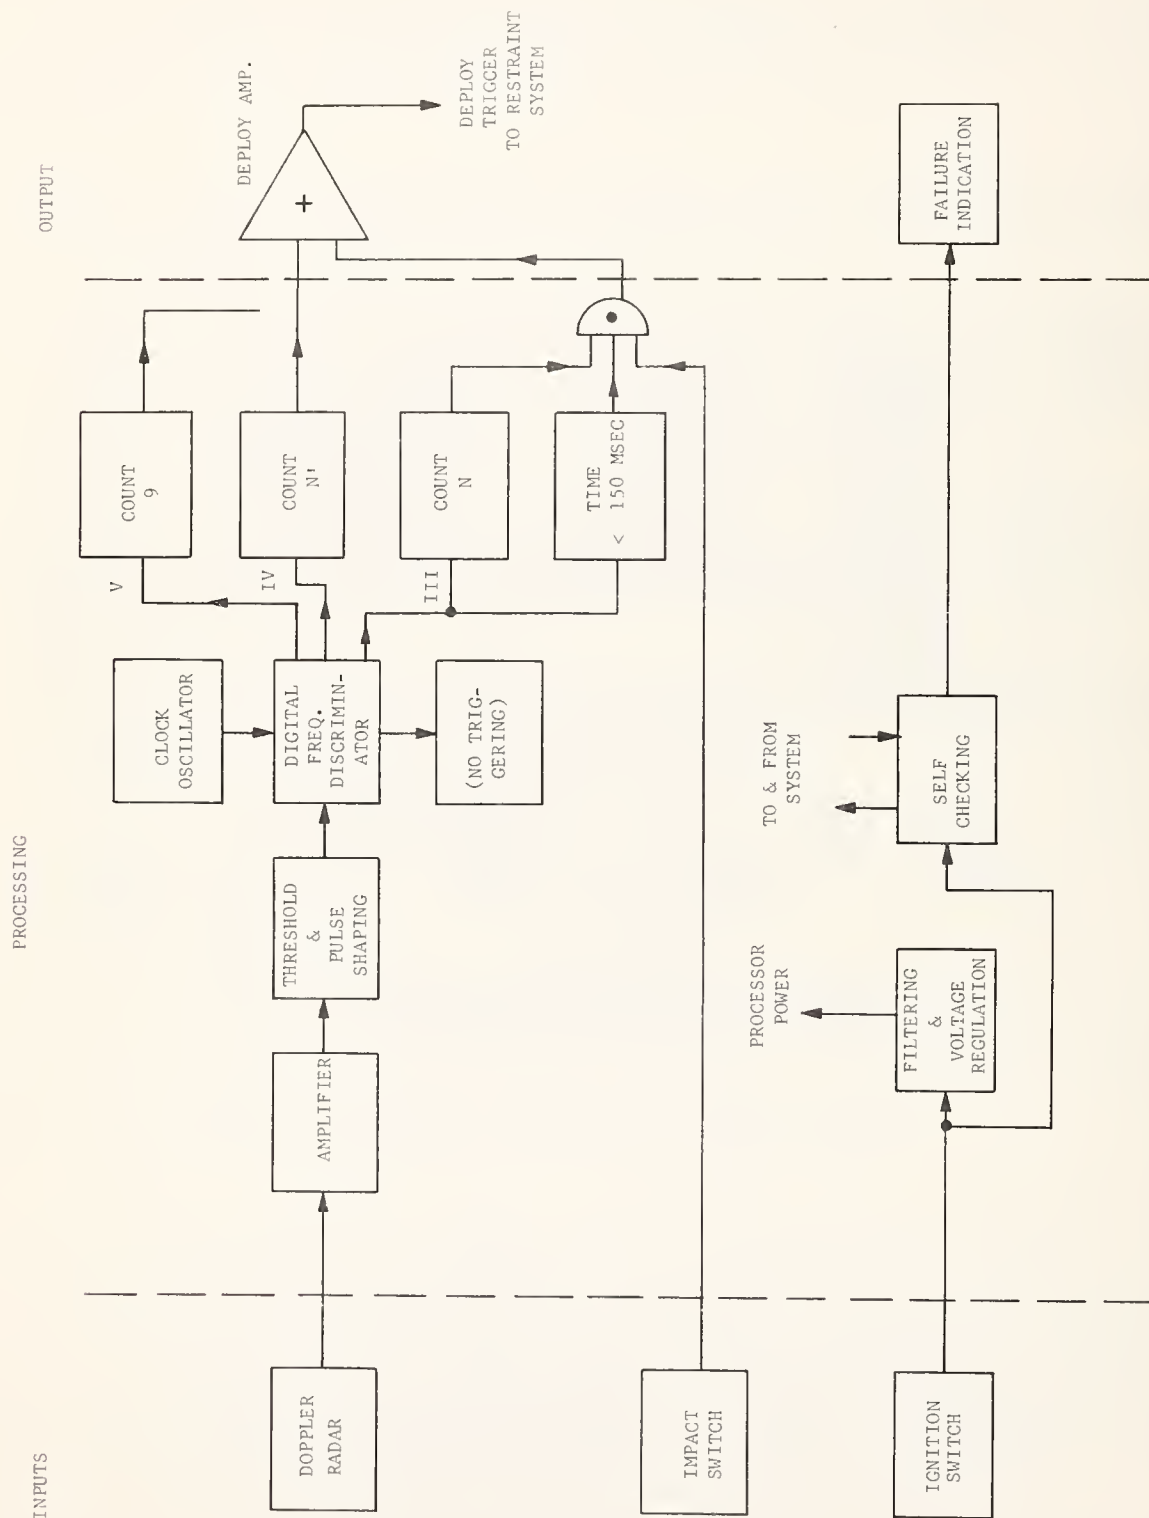 INPUTS
PROCESSING
OUTPUT
DOPPLER
RADAR
AMPLIFIER
THRESHOLD
&
PULSE
SHAPING
CLOCK
OSCILLATOR
DIGITAL
FREQ.
DISCRIMIN-
ATOR
(NO TRIG-
GERING)
V
IV
III
COUNT
9
COUNT
N'
COUNT
N
TIME
< 150 MSEC
DEPLOY AMP.
+
DEPLOY
TRIGGER
TO RESTRAINT
SYSTEM
IMPACT
SWITCH
IGNITION
SWITCH
PROCESSOR
POWER
FILTERING
&
VOLTAGE
REGULATION
TO & FROM
SYSTEM
SELF
CHECKING
FAILURE
INDICATION